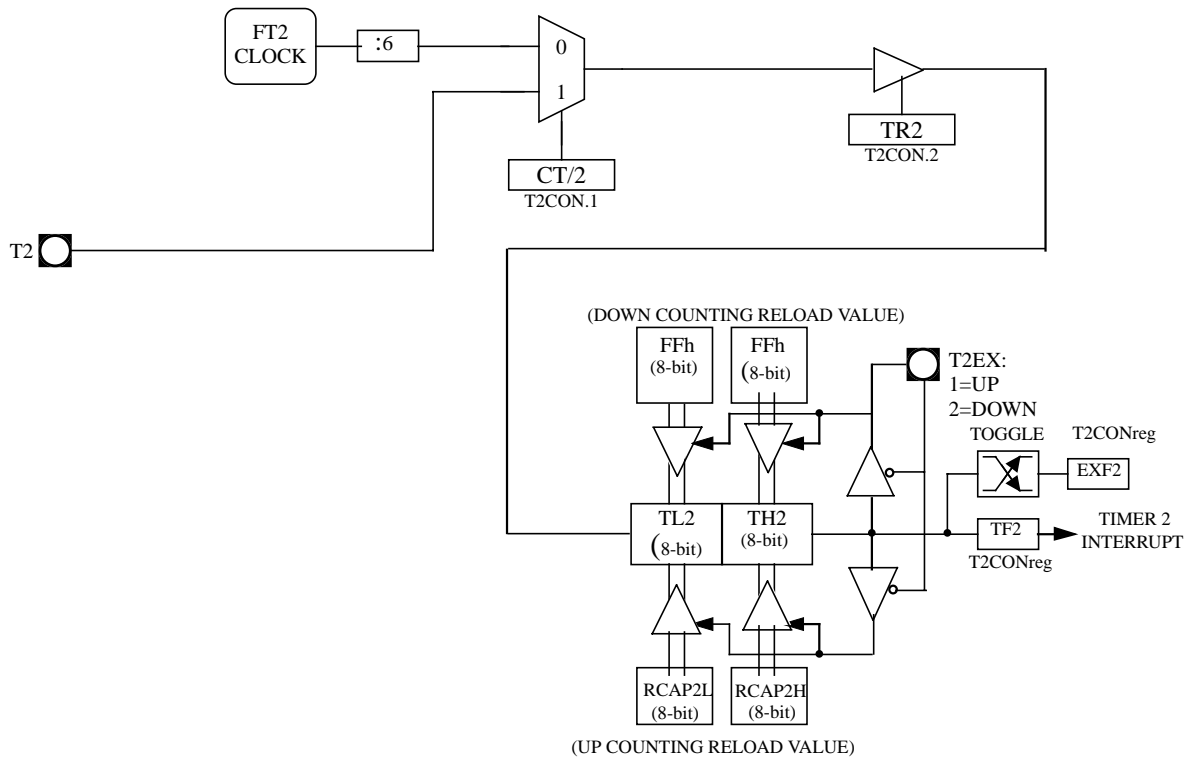 FT2
CLOCK
:6
0
1
TR2
T2CON.2
CT/2
T2CON.1
T2
(DOWN COUNTING RELOAD VALUE)
FFh
(8-bit)
FFh
(8-bit)
T2EX:
1=UP
2=DOWN
TOGGLE
T2CONreg
EXF2
TL2
(8-bit)
TH2
(8-bit)
TF2
T2CONreg
TIMER 2
INTERRUPT
RCAP2L
(8-bit)
RCAP2H
(8-bit)
(UP COUNTING RELOAD VALUE)